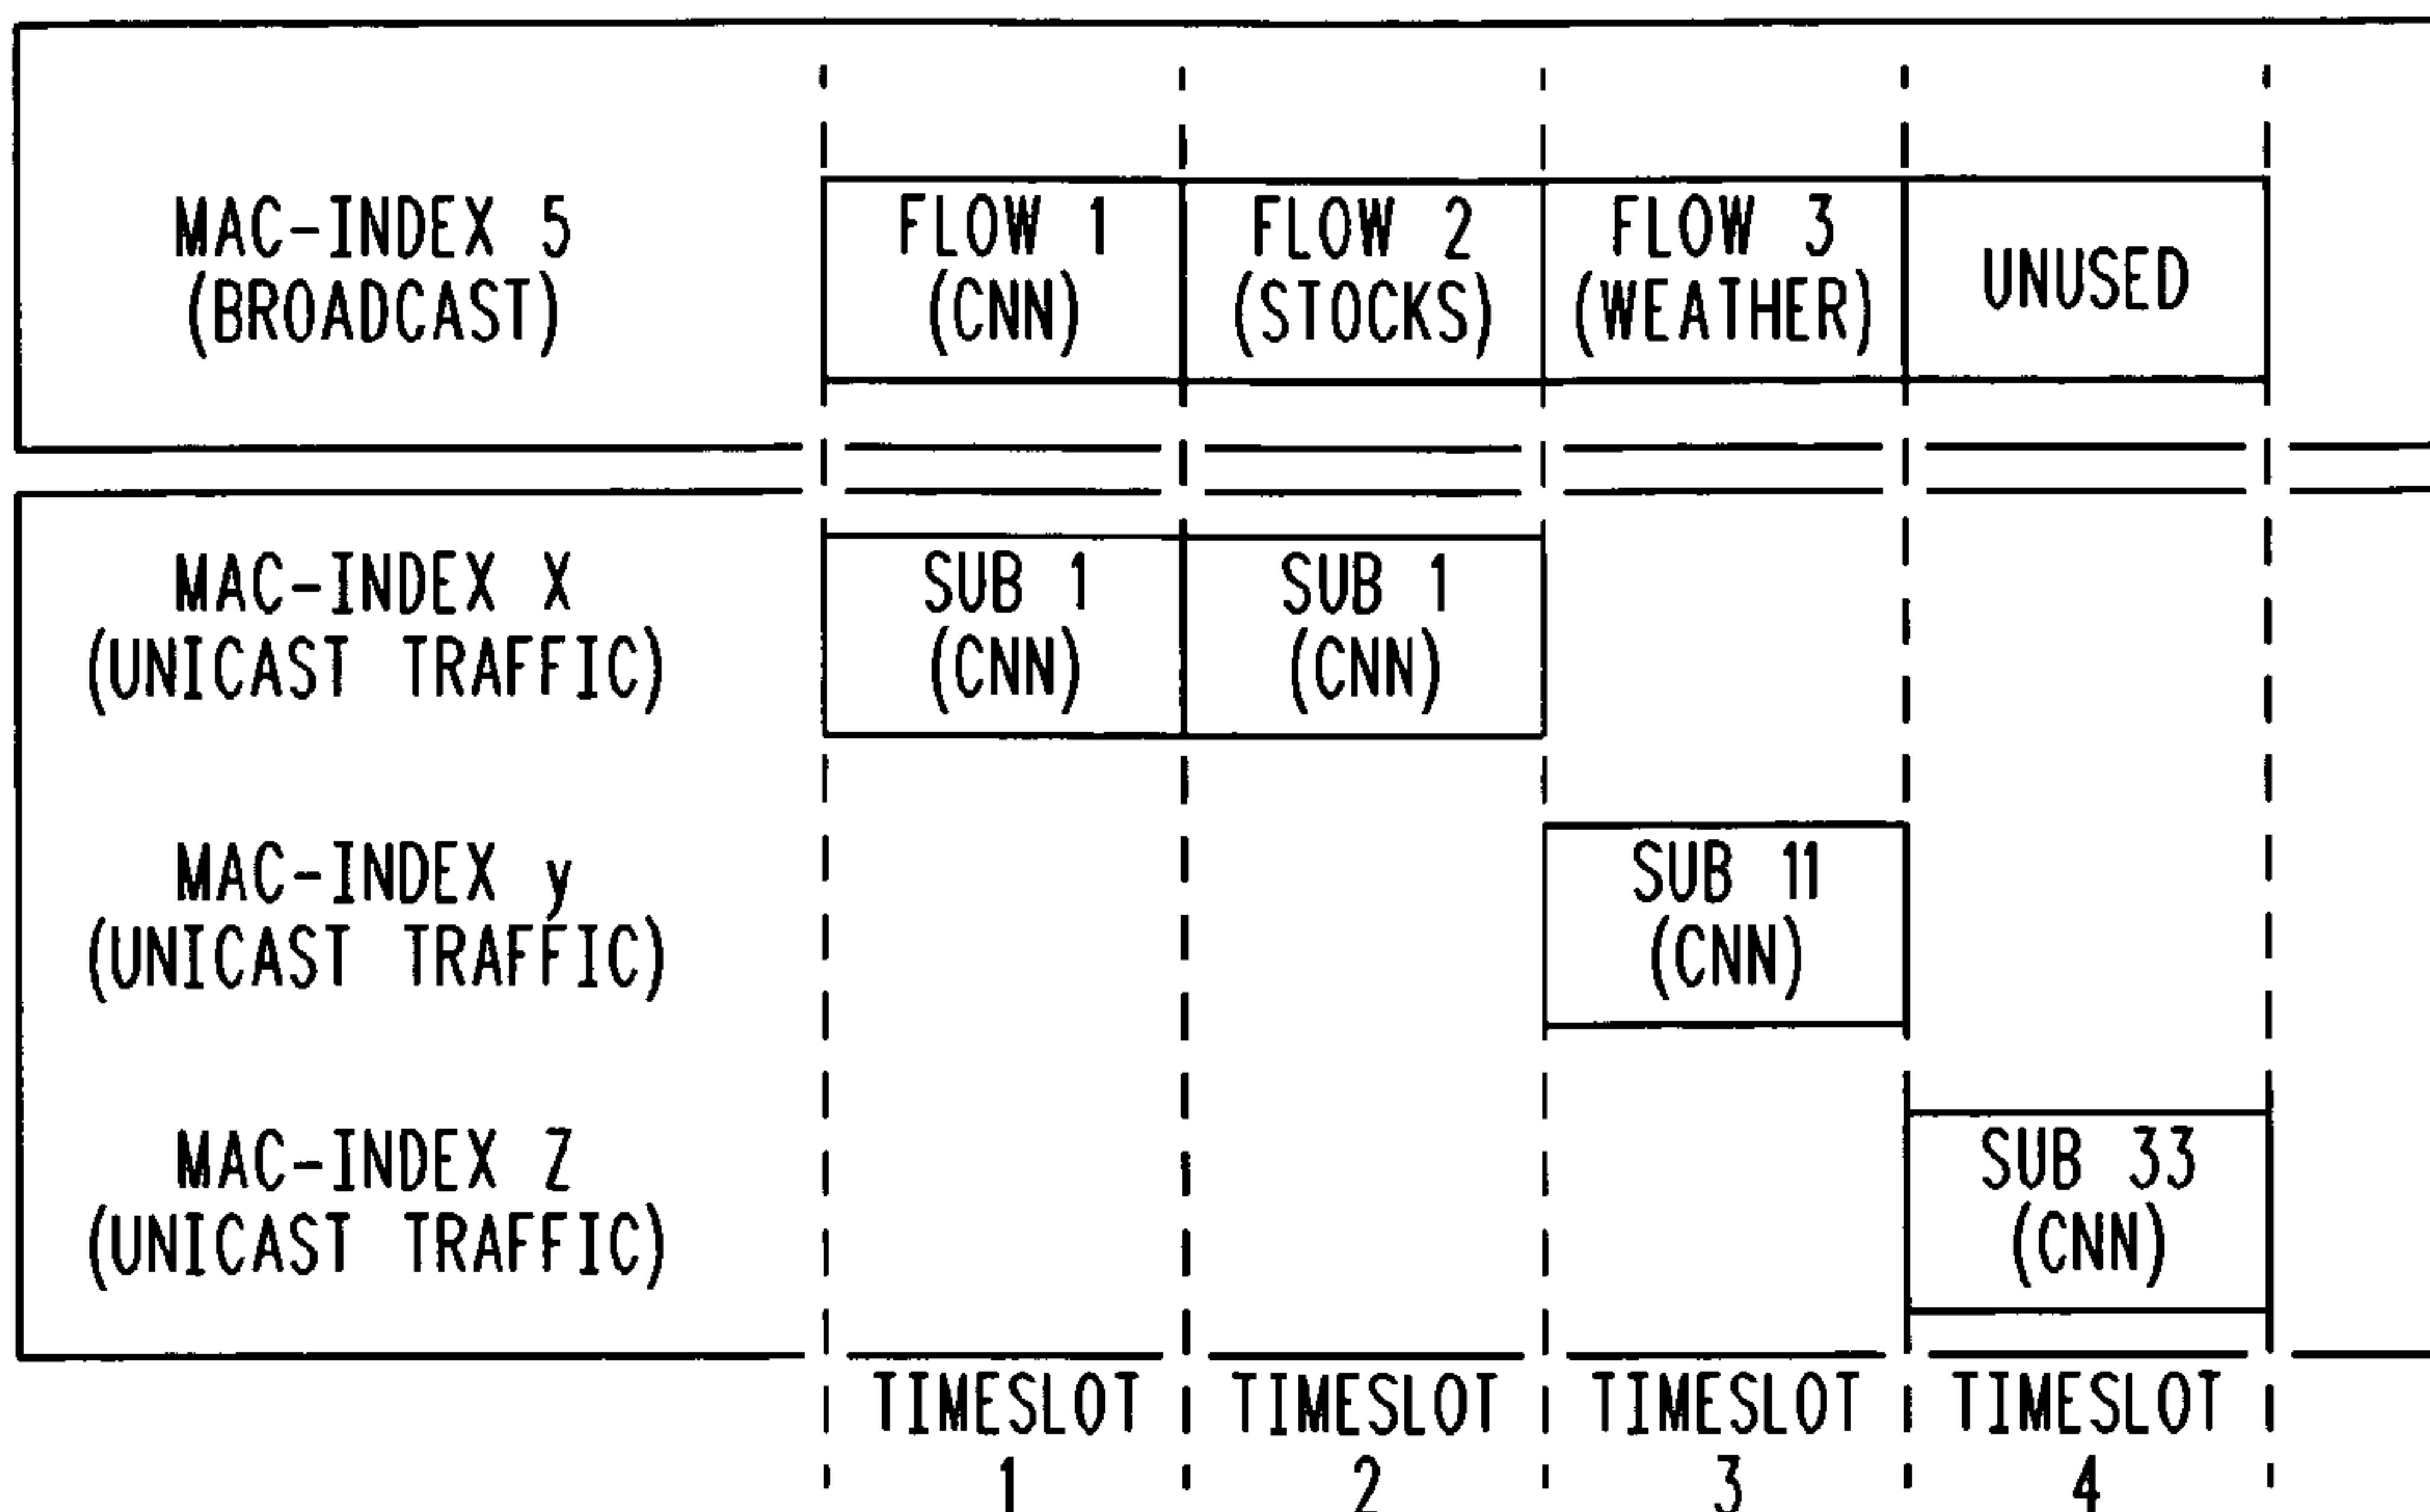 MAC-INDEX 5
(BROADCAST)
FLOW 1
(CNN)
FLOW 2
(STOCKS)
FLOW 3
(WEATHER)
UNUSED
MAC-INDEX X
(UNICAST TRAFFIC)
SUB 1
(CNN)
SUB 1
(CNN)
MAC-INDEX y
(UNICAST TRAFFIC)
SUB 11
(CNN)
MAC-INDEX Z
(UNICAST TRAFFIC)
SUB 33
(CNN)
TIMESLOT
1
TIMESLOT
2
TIMESLOT
3
TIMESLOT
4